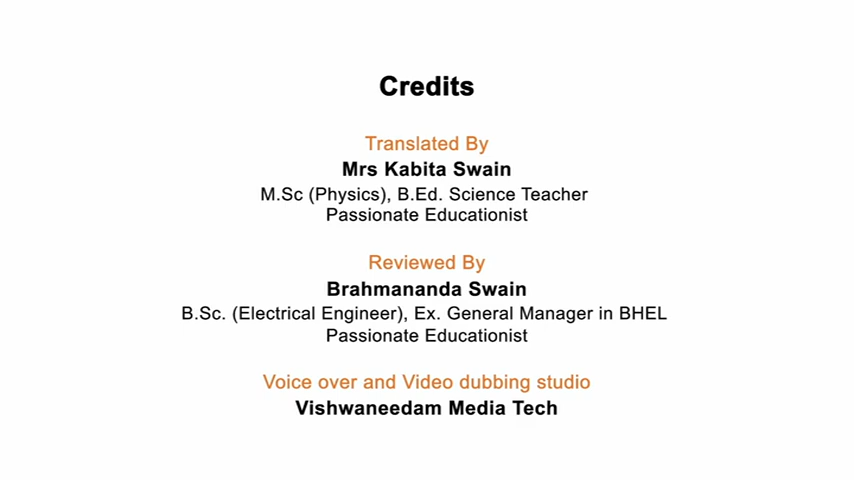 Credits
Translated By
Mrs Kabita Swain
M.Sc (Physics), B.Ed. Science Teacher
Passionate Educationist
Reviewed By
Brahmananda Swain
B.Sc. (Electrical Engineer), Ex. General Manager in BHEL
Passionate Educationist
Voice over and Video dubbing studio
Vishwaneedam Media Tech